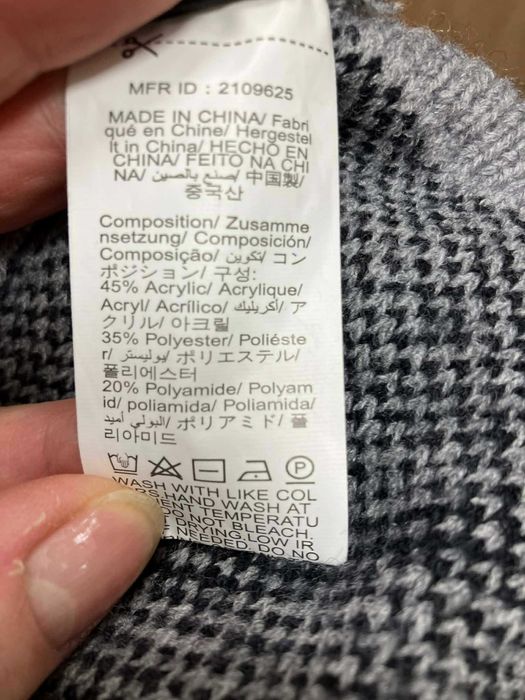 MFR ID : 2109625
MADE IN CHINA/ Fabri
qué en Chine/ Hergestel
lt in China/ HECHO EN
CHINA/ FEITO NA CHI
NA/ صنع بالصين/ 中国製/
중국산
Composition/ Zusamme
nsetzung/ Composición/
Composição/ تكوين/ コン
ポジション/ 구성:
45% Acrylic/ Acrylique/
Acryl/ Acrílico/ أكريليك/ ア
クリル/ 아크릴
35% Polyester/ Poliéste
r/ بوليستر/ ポリエステル/
폴리에스터
20% Polyamide/ Polyam
id/ poliamida/ Poliamida/
البولي أميد/ ポリアミド/ 폴
리아미드
WASH WITH LIKE COL
ERS.HAND WASH AT
IENT TEMPERATU
DO NOT BLEACH.
DRYING.LOW IR
NEEDED. DO NO